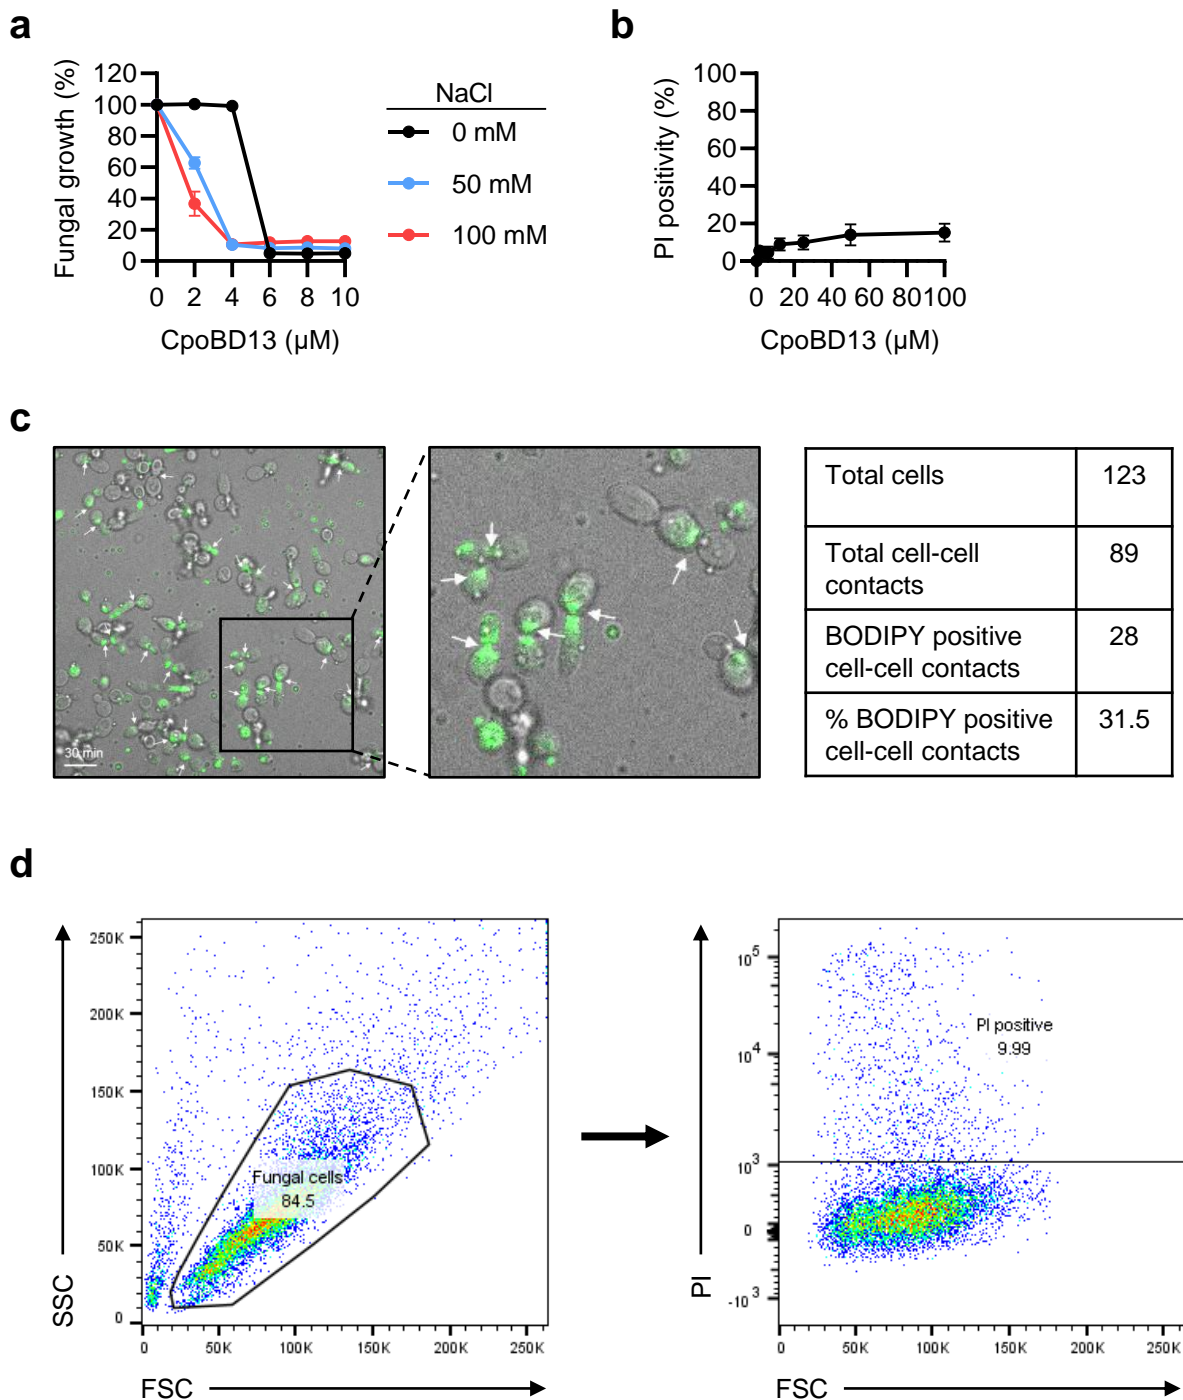 a
b
120
100
80
60
40
20
0
Fungal growth (%)
0 2 4 6 8 10
CpoBD13 (µM)
NaCl
0 mM
50 mM
100 mM
100
80
60
40
20
0
PI positivity (%)
0 20 40 60 80 100
CpoBD13 (µM)
c
30 min
Total cells 123
Total cell-cell
contacts 89
BODIPY positive
cell-cell contacts 28
% BODIPY positive
cell-cell contacts 31.5
d
250K
200K
150K
100K
50K
0
SSC
Fungal cells
84.5
0 50K 100K 150K 200K 250K
FSC
10^5
10^4
10^3
0
-10^3
PI
PI positive
9.99
0 50K 100K 150K 200K 250K
FSC